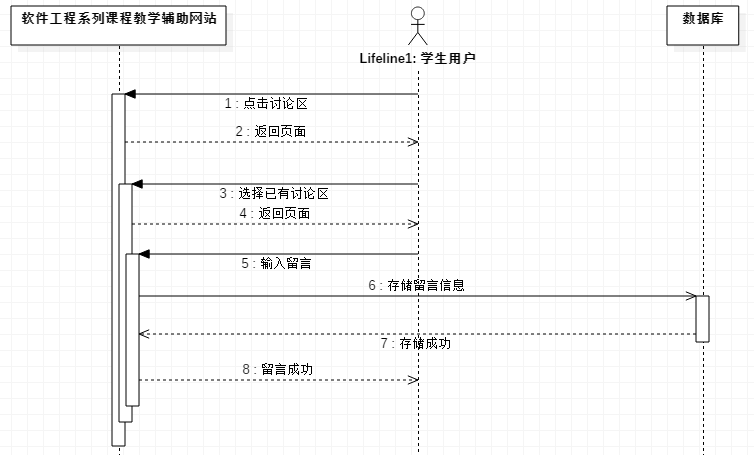 软件工程系列课程教学辅助网站
数据库
Lifeline1: 学生用户
1 : 点击讨论区
2 : 返回页面
3 : 选择已有讨论区
4 : 返回页面
5 : 输入留言
6 : 存储留言信息
7 : 存储成功
8 : 留言成功